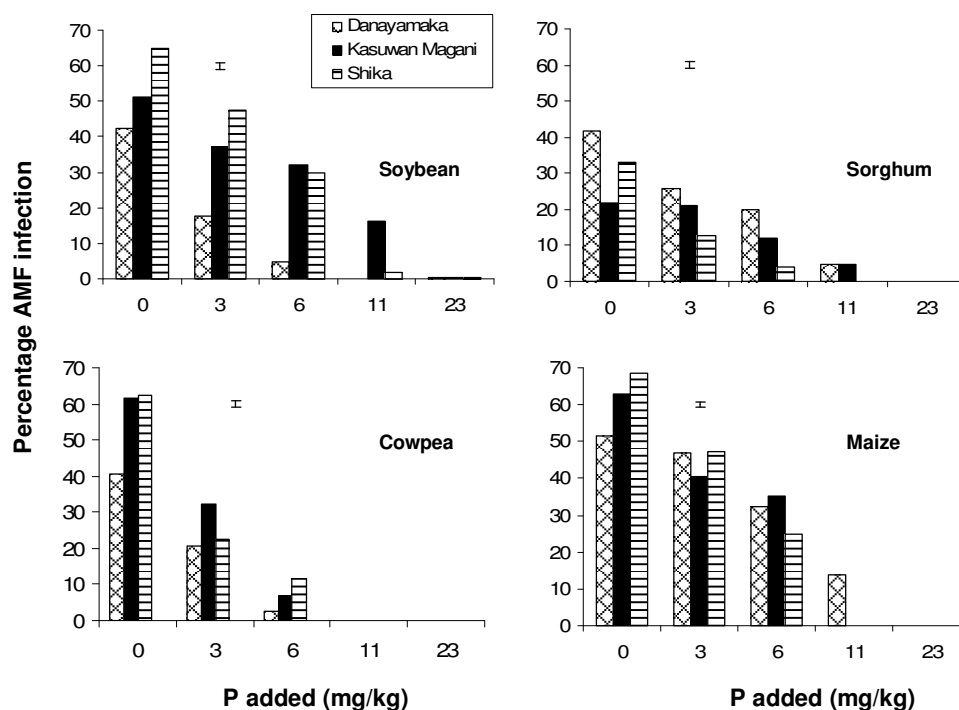 Percentage AMF infection
70
60
50
40
30
20
10
0
Danayamaka
Kasuwan Magani
Shika
Soybean
0 3 6 11 23
70
60
50
40
30
20
10
0
Sorghum
0 3 6 11 23
70
60
50
40
30
20
10
0
Cowpea
0 3 6 11 23
P added (mg/kg)
70
60
50
40
30
20
10
0
Maize
0 3 6 11 23
P added (mg/kg)